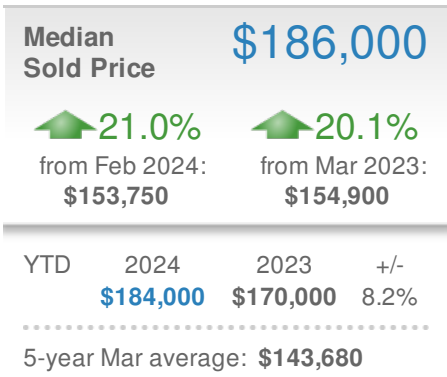 Median
Sold Price
$186,000
21.0%
from Feb 2024:
$153,750
20.1%
from Mar 2023:
$154,900
YTD 2024 2023 +/-
$184,000 $170,000 8.2%
5-year Mar average: $143,680